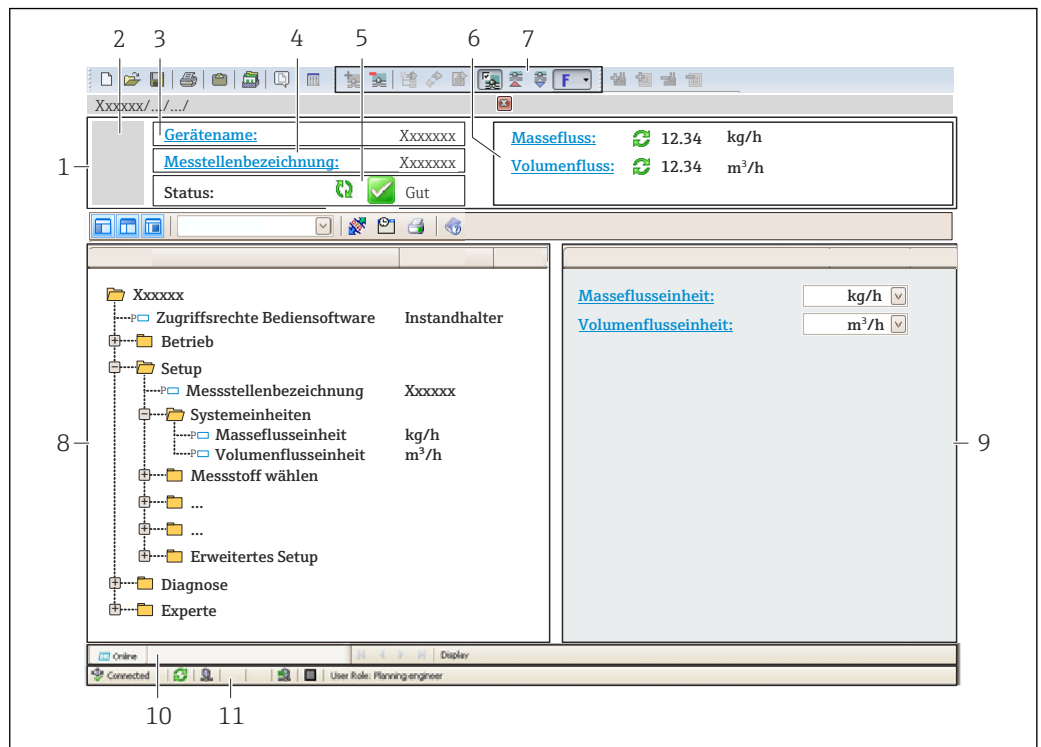 2 3 4 5 6 7
F
Xxxxxx/.../.../
1
Gerätename: Xxxxxxx
Messtellenbezeichnung: Xxxxxxx
Status: Gut
Massefluss: 12.34 kg/h
Volumenfluss: 12.34 m³/h
Xxxxxx
P Zugriffsrechte Bediensoftware Instandhalter
Betrieb
Setup
P Messstellenbezeichnung Xxxxxx
Systemeinheiten
P Masseflusseinheit kg/h
P Volumenflusseinheit m³/h
Messstoff wählen
...
...
Erweitertes Setup
Diagnose
Experte
8
Masseflusseinheit: kg/h
Volumenflusseinheit: m³/h
9
Online Display
Connected User Role: Planning engineer
10 11